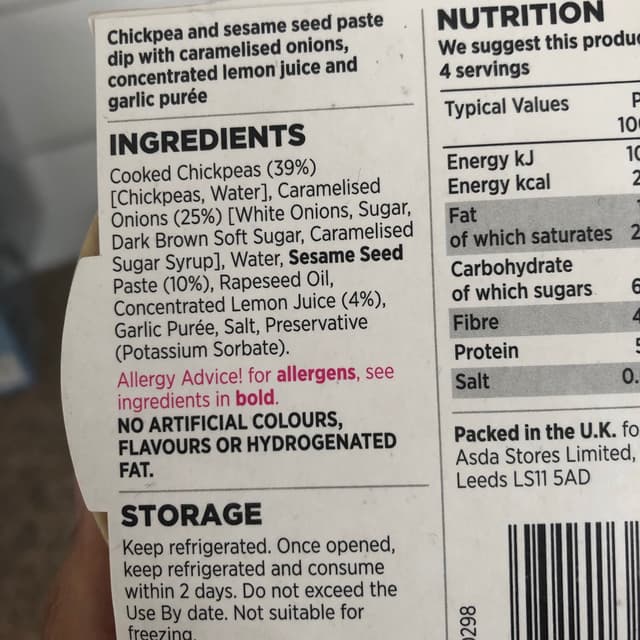 Chickpea and sesame seed paste
dip with caramelised onions,
concentrated lemon juice and
garlic purée
INGREDIENTS
Cooked Chickpeas (39%)
[Chickpeas, Water], Caramelised
Onions (25%) [White Onions, Sugar,
Dark Brown Soft Sugar, Caramelised
Sugar Syrup], Water, Sesame Seed
Paste (10%), Rapeseed Oil,
Concentrated Lemon Juice (4%),
Garlic Purée, Salt, Preservative
(Potassium Sorbate).
Allergy Advice! for allergens, see
ingredients in bold.
NO ARTIFICIAL COLOURS,
FLAVOURS OR HYDROGENATED
FAT.
STORAGE
Keep refrigerated. Once opened,
keep refrigerated and consume
within 2 days. Do not exceed the
Use By date. Not suitable for
freezing.
NUTRITION
We suggest this
4 servings
Typical Values
Energy kJ
Energy kcal
Fat
of which saturates
Carbohydrate
of which sugars
Fibre
Protein
Salt
Packed in the U.K.
Asda Stores Limited,
Leeds LS11 5AD